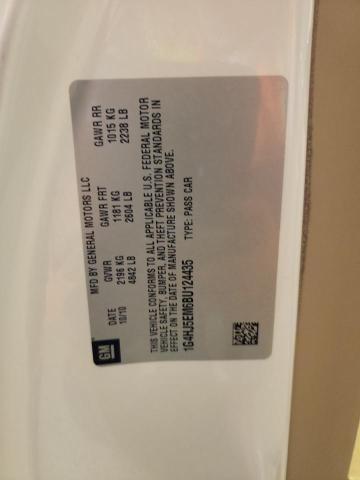 GM
MFD BY GENERAL MOTORS LLC
DATE GVWR GAWR FRT GAWR RR
10/10 2196 KG 1181 KG 1015 KG
4842 LB 2604 LB 2238 LB
THIS VEHICLE CONFORMS TO ALL APPLICABLE U.S. FEDERAL MOTOR
VEHICLE SAFETY, BUMPER, AND THEFT PREVENTION STANDARDS IN
EFFECT ON THE DATE OF MANUFACTURE SHOWN ABOVE.
1G4HJ5EM6BU124435 TYPE: PASS CAR